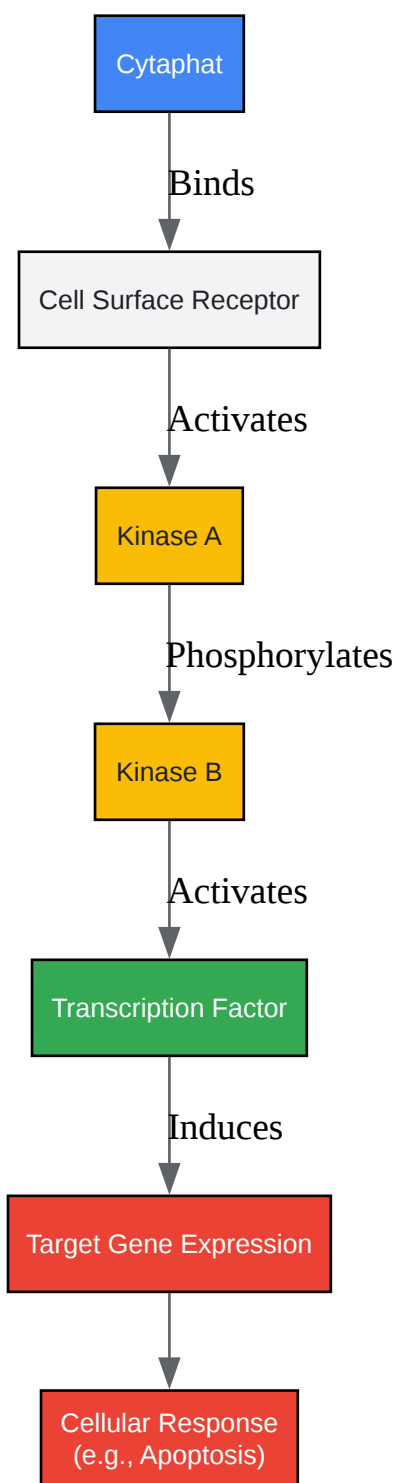 Cytaphat
Binds
Cell Surface Receptor
Activates
Kinase A
Phosphorylates
Kinase B
Activates
Transcription Factor
Induces
Target Gene Expression
Cellular Response
(e.g., Apoptosis)